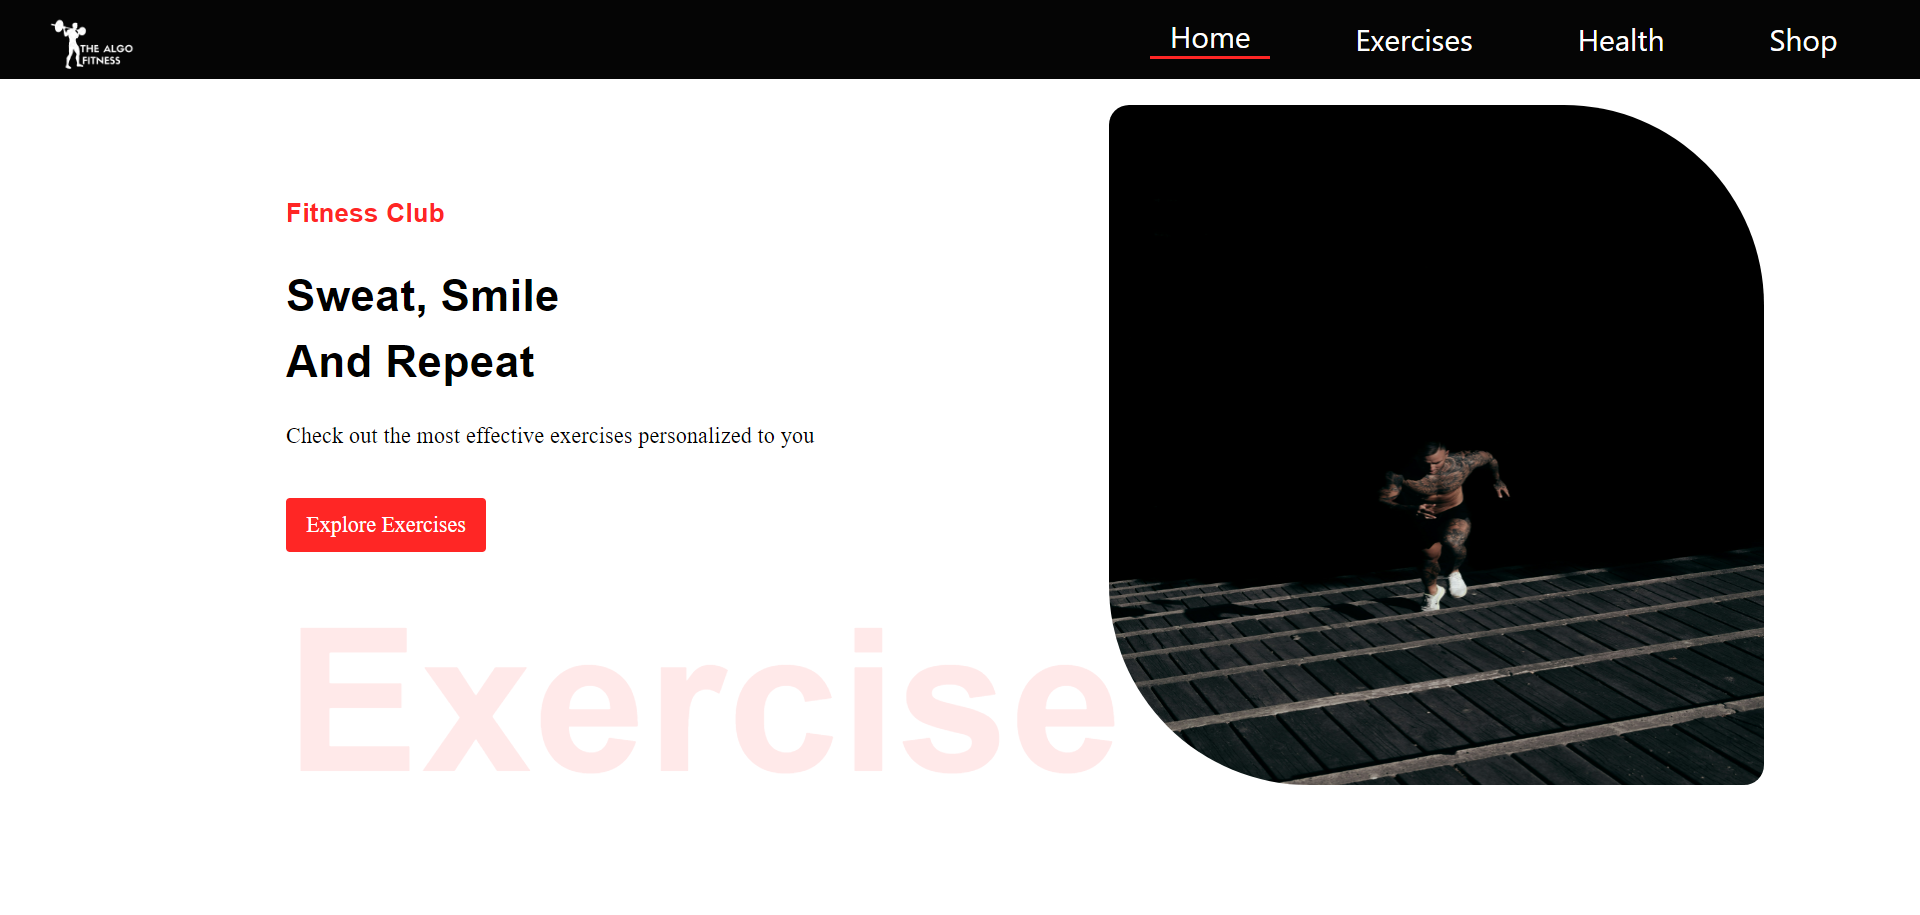 THE ALGO
FITNESS
Home
Exercises
Health
Shop
Fitness Club
Sweat, Smile
And Repeat
Check out the most effective exercises personalized to you
Explore Exercises
Exercise